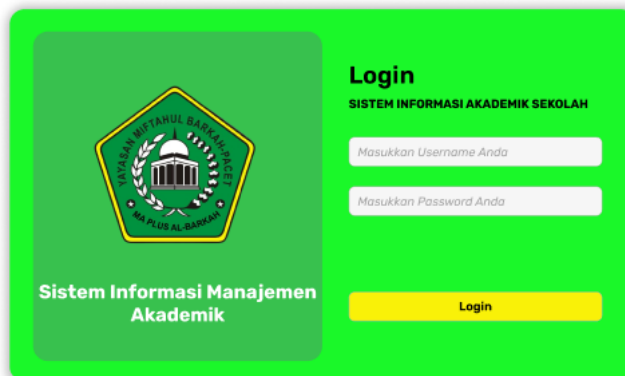 YAYASAN MIFTAHUL BARKAH-PACET
MA PLUS AL-BARKAH
Sistem Informasi Manajemen
Akademik
Login
SISTEM INFORMASI AKADEMIK SEKOLAH
Masukkan Username Anda
Masukkan Password Anda
Login